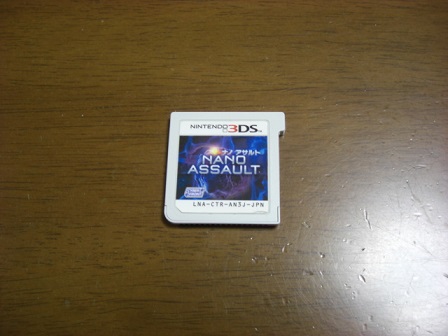 NINTENDO 3DS
ナノ アサルト
NANO
ASSAULT
LNA-CTR-AN3J-JPN